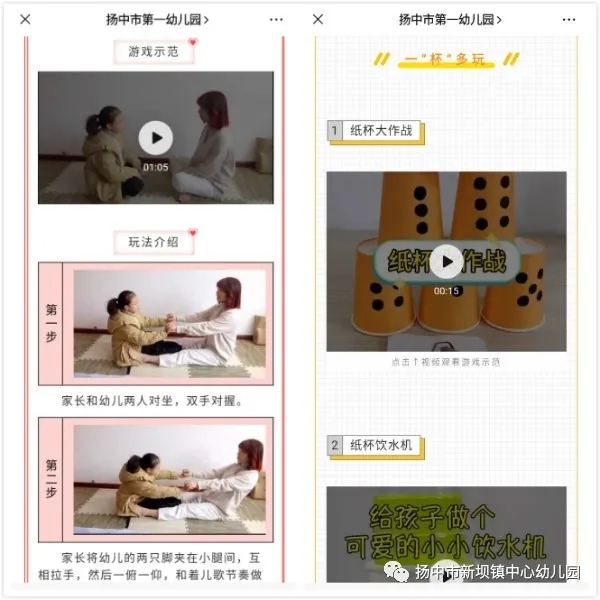 扬中市第一幼儿园
游戏示范
01:05
玩法介绍
第一步
家长和幼儿两人对坐，双手对握。
第二步
家长将幼儿的两只脚夹在小腿间，互
相拉手，然后一俯一仰，和着儿歌节奏做
扬中市第一幼儿园
一“杯”多玩
1 纸杯大作战
纸杯 作战
00:15
点击↑视频观看游戏示范
2 纸杯饮水机
给孩子做个
可爱的小小饮水机
扬中市新坝镇中心幼儿园